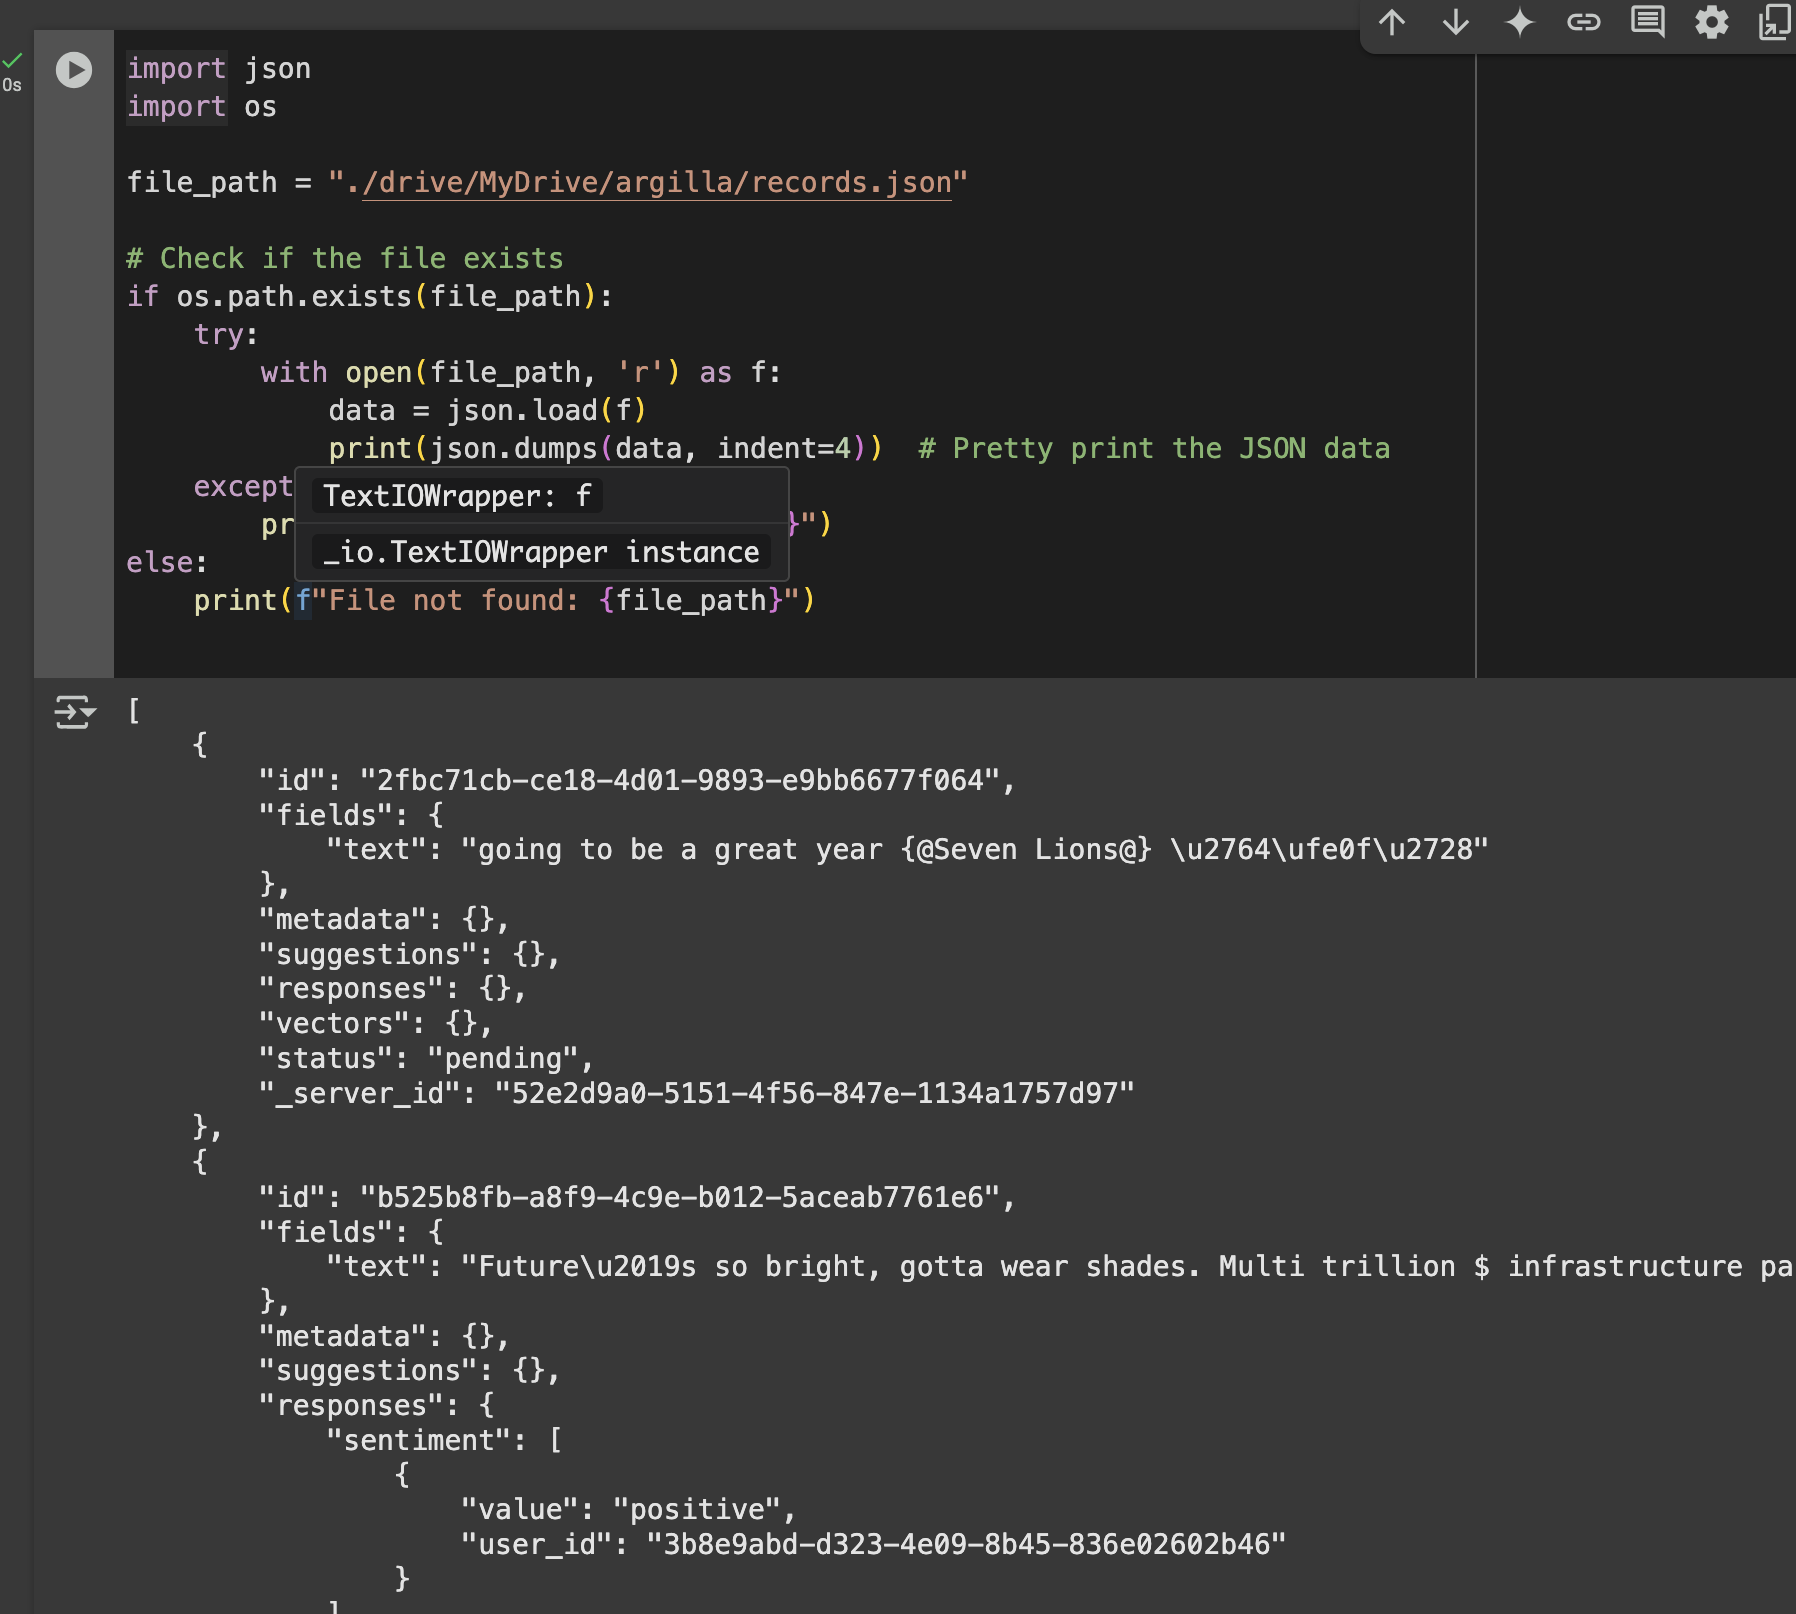 0s
import json
import os
file_path = "./drive/MyDrive/argilla/records.json"
# Check if the file exists
if os.path.exists(file_path):
    try:
        with open(file_path, 'r') as f:
            data = json.load(f)
            print(json.dumps(data, indent=4))  # Pretty print the JSON data
    except
TextIOWrapper: f
        pr
}")
_io.TextIOWrapper instance
else:
    print(f"File not found: {file_path}")
[
    {
        "id": "2fbc71cb-ce18-4d01-9893-e9bb6677f064",
        "fields": {
            "text": "going to be a great year {@Seven Lions@} \u2764\ufe0f\u2728"
        },
        "metadata": {},
        "suggestions": {},
        "responses": {},
        "vectors": {},
        "status": "pending",
        "_server_id": "52e2d9a0-5151-4f56-847e-1134a1757d97"
    },
    {
        "id": "b525b8fb-a8f9-4c9e-b012-5aceab7761e6",
        "fields": {
            "text": "Future\u2019s so bright, gotta wear shades. Multi trillion $ infrastructure pa
        },
        "metadata": {},
        "suggestions": {},
        "responses": {
            "sentiment": [
                {
                    "value": "positive",
                    "user_id": "3b8e9abd-d323-4e09-8b45-836e02602b46"
                }
            ]